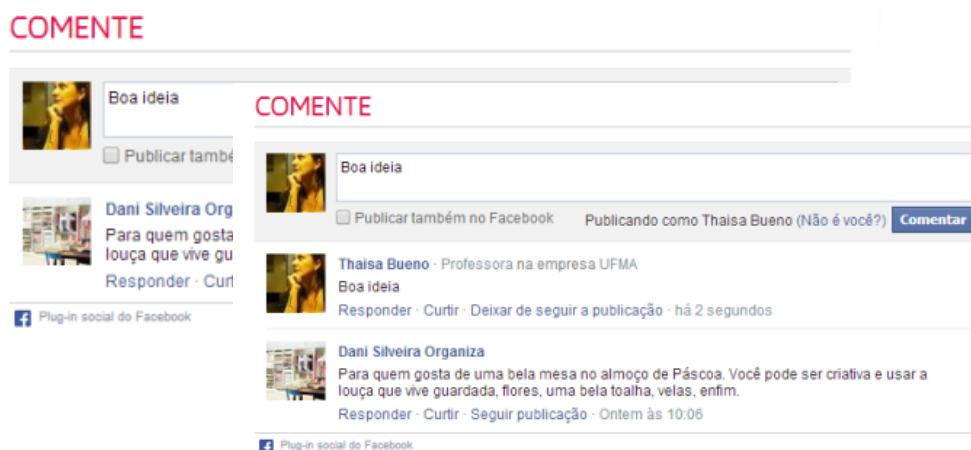 COMENTE
Boa ideia
Publicar també
Dani Silveira Org
Para quem gosta
louça que vive gu
Responder · Curt
Plug-in social do Facebook
COMENTE
Boa ideia
Publicar também no Facebook Publicando como Thaisa Bueno (Não é você?) Comentar
Thaisa Bueno · Professora na empresa UFMA
Boa ideia
Responder · Curtir · Deixar de seguir a publicação · há 2 segundos
Dani Silveira Organiza
Para quem gosta de uma bela mesa no almoço de Páscoa. Você pode ser criativa e usar a
louça que vive guardada, flores, uma bela toalha, velas, enfim.
Responder · Curtir · Seguir publicação · Ontem às 10:06
Plug-in social do Facebook